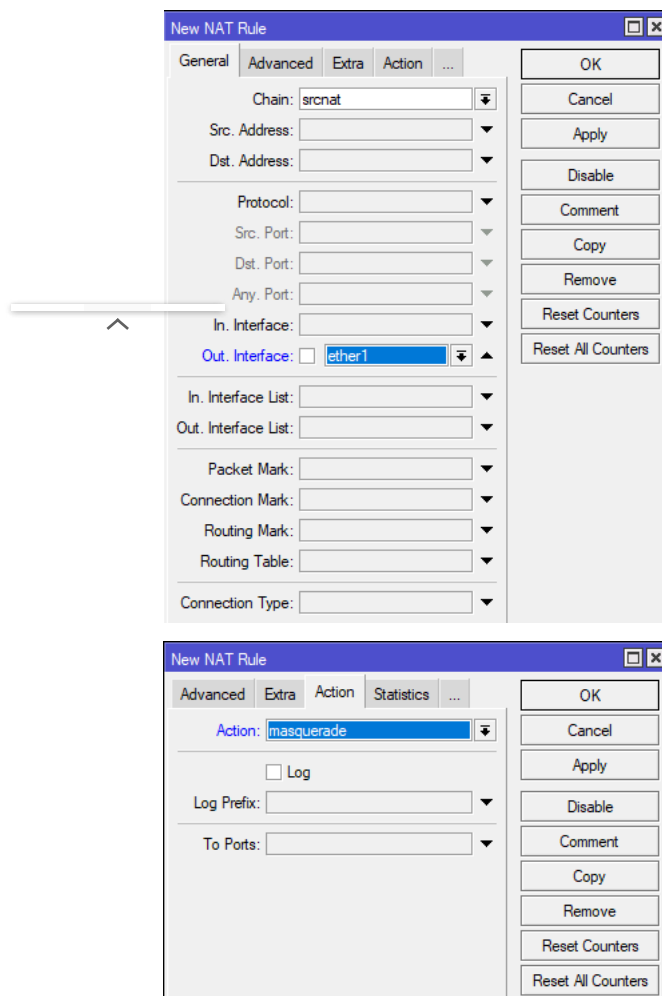 New NAT Rule
General Advanced Extra Action ...
OK
Chain: srcnat
Cancel
Src. Address:
Apply
Dst. Address:
Disable
Protocol:
Comment
Src. Port:
Copy
Dst. Port:
Remove
Any. Port:
Reset Counters
In. Interface:
Out. Interface: ether1
Reset All Counters
In. Interface List:
Out. Interface List:
Packet Mark:
Connection Mark:
Routing Mark:
Routing Table:
Connection Type:
New NAT Rule
Advanced Extra Action Statistics ...
OK
Action: masquerade
Cancel
Log
Apply
Log Prefix:
Disable
To Ports:
Comment
Copy
Remove
Reset Counters
Reset All Counters